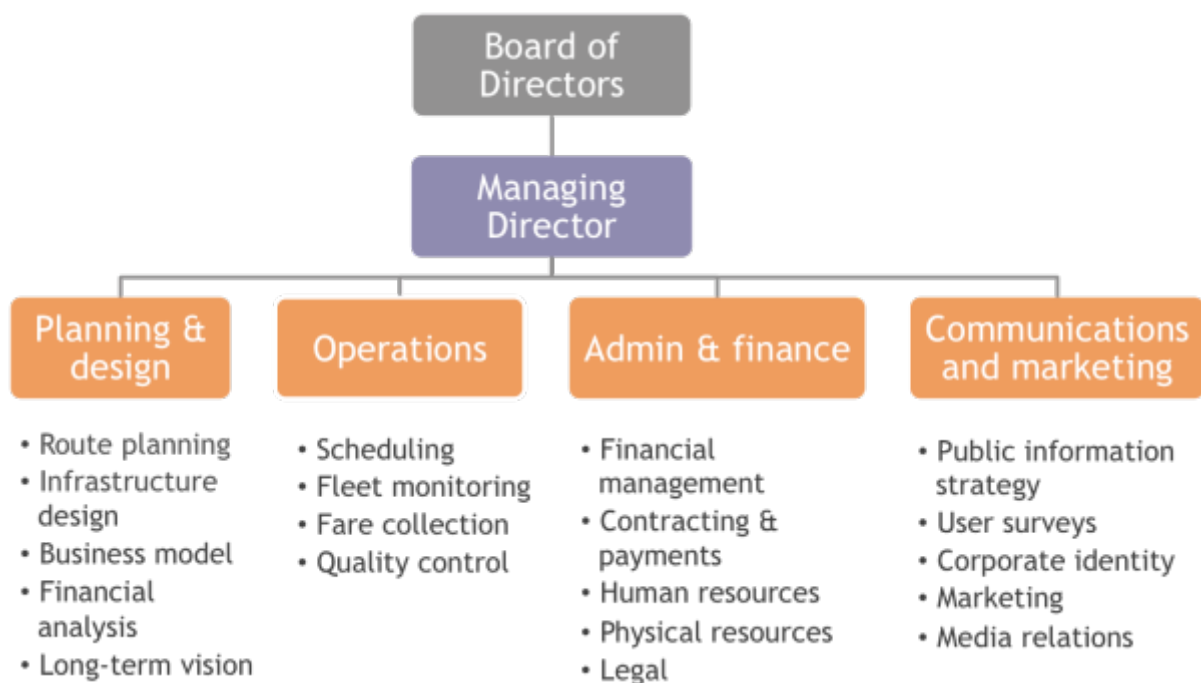 Board of
Directors
Managing
Director
Planning &
design
Operations
Admin & finance
Communications
and marketing
• Route planning
• Infrastructure
design
• Business model
• Financial
analysis
• Long-term vision
• Scheduling
• Fleet monitoring
• Fare collection
• Quality control
• Financial
management
• Contracting &
payments
• Human resources
• Physical resources
• Legal
• Public information
strategy
• User surveys
• Corporate identity
• Marketing
• Media relations